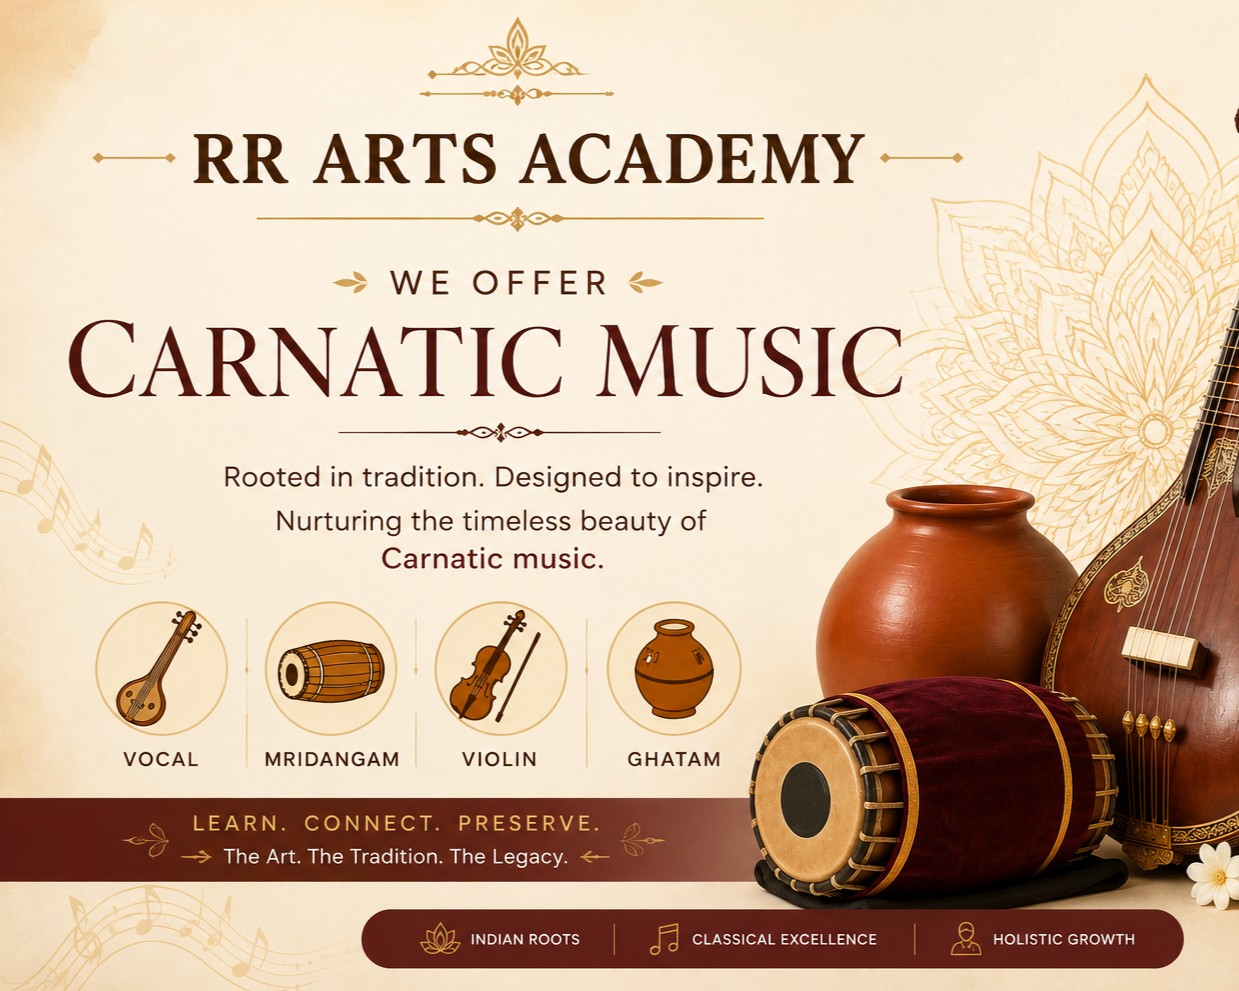 RR ARTS ACADEMY
WE OFFER
CARNATIC MUSIC
Rooted in tradition. Designed to inspire.
Nurturing the timeless beauty of
Carnatic music.
VOCAL
MRIDANGAM
VIOLIN
GHATAM
LEARN. CONNECT. PRESERVE.
The Art. The Tradition. The Legacy.
INDIAN ROOTS
CLASSICAL EXCELLENCE
HOLISTIC GROWTH